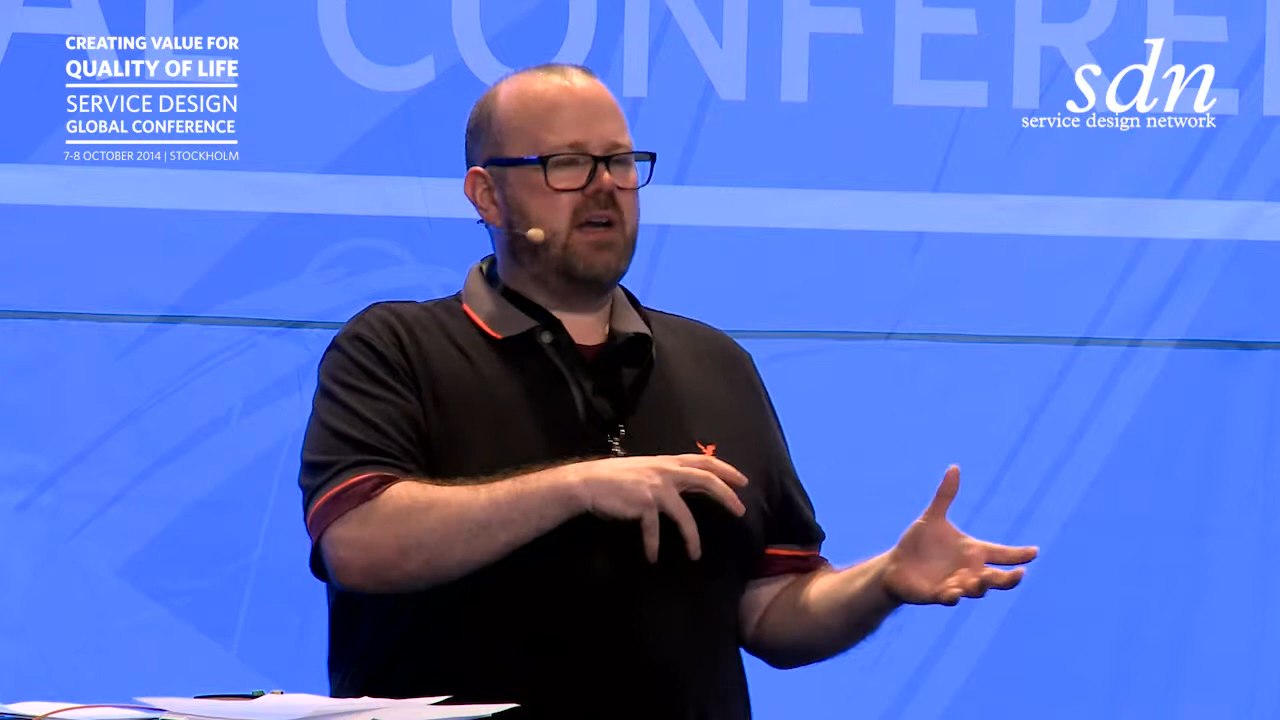 CREATING VALUE FOR
QUALITY OF LIFE
SERVICE DESIGN
GLOBAL CONFERENCE
7-8 OCTOBER 2014 | STOCKHOLM
sdn
service design network